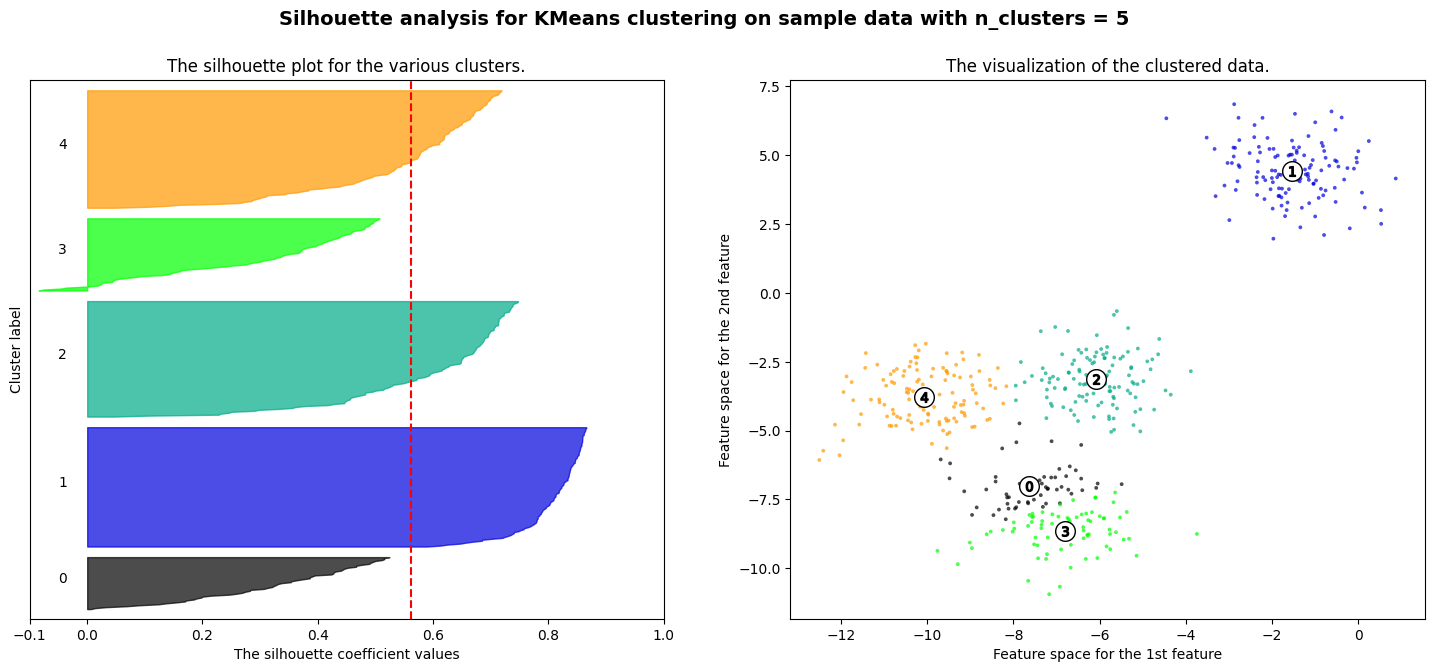 Silhouette analysis for KMeans clustering on sample data with n_clusters = 5
The silhouette plot for the various clusters.
4
3
2
1
0
Cluster label
−0.1 0.0 0.2 0.4 0.6 0.8 1.0
The silhouette coefficient values
The visualization of the clustered data.
7.5
5.0
2.5
0.0
−2.5
−5.0
−7.5
−10.0
Feature space for the 2nd feature
1
2
4
0
3
−12 −10 −8 −6 −4 −2 0
Feature space for the 1st feature